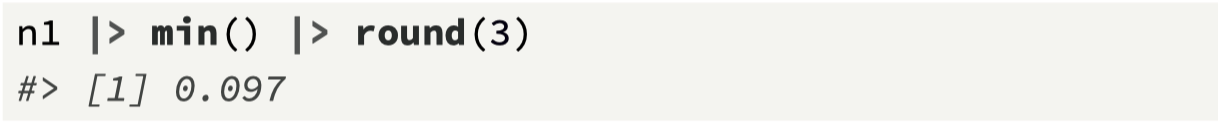 n1 |> min() |> round(3)
#> [1] 0.097